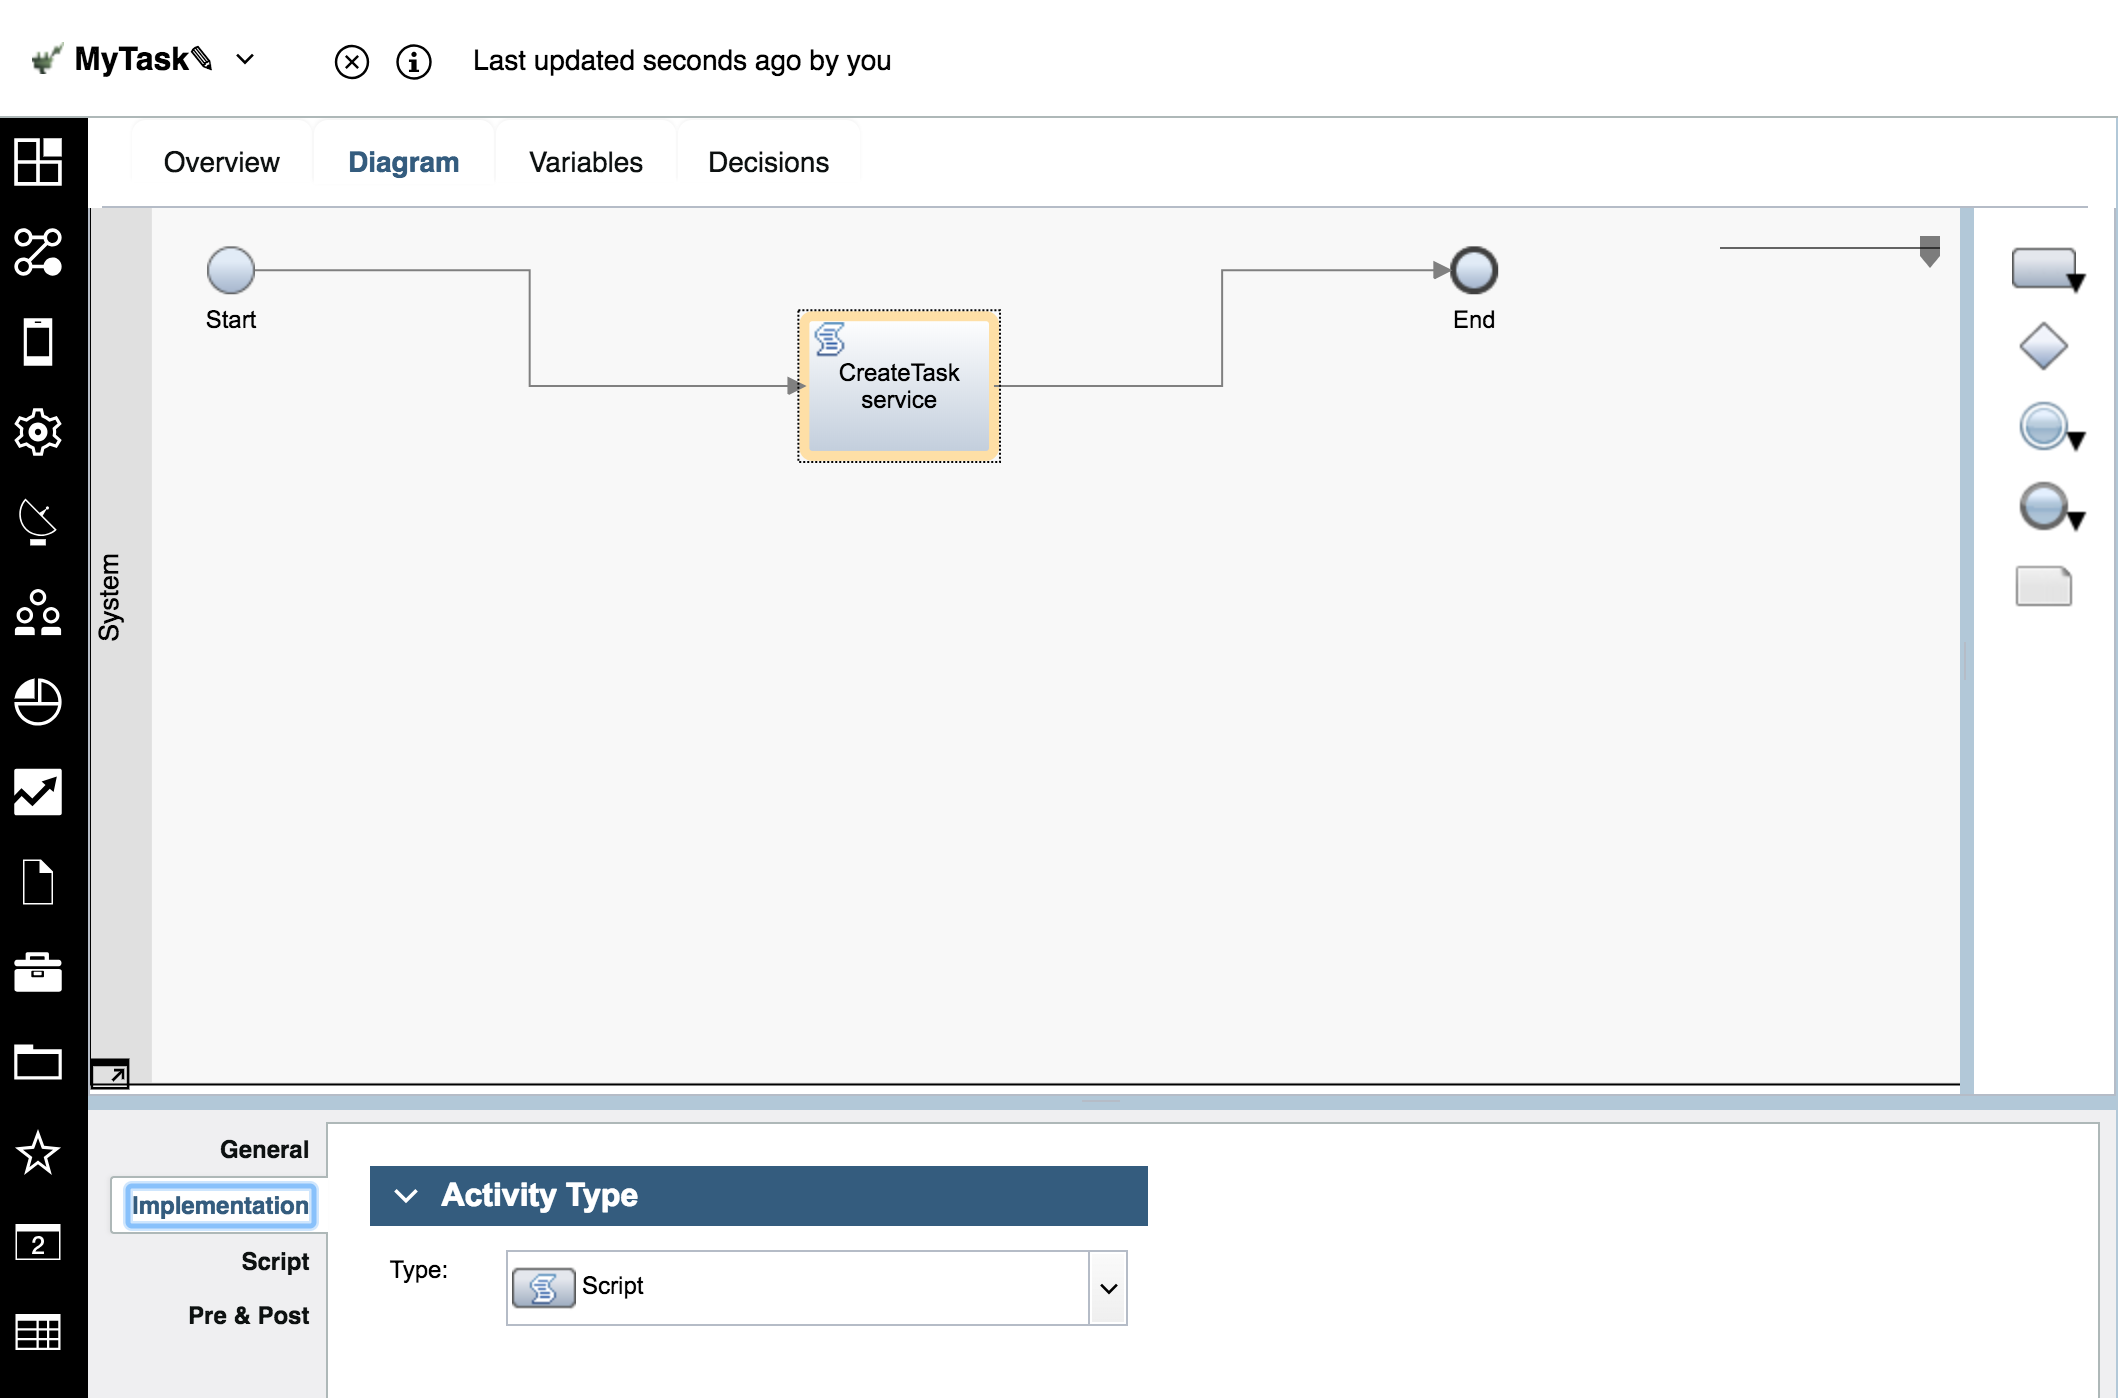 MyTask
Last updated seconds ago by you
Overview
Diagram
Variables
Decisions
System
Start
CreateTask
service
End
General
Implementation
Script
Pre & Post
Activity Type
Type:
Script
2